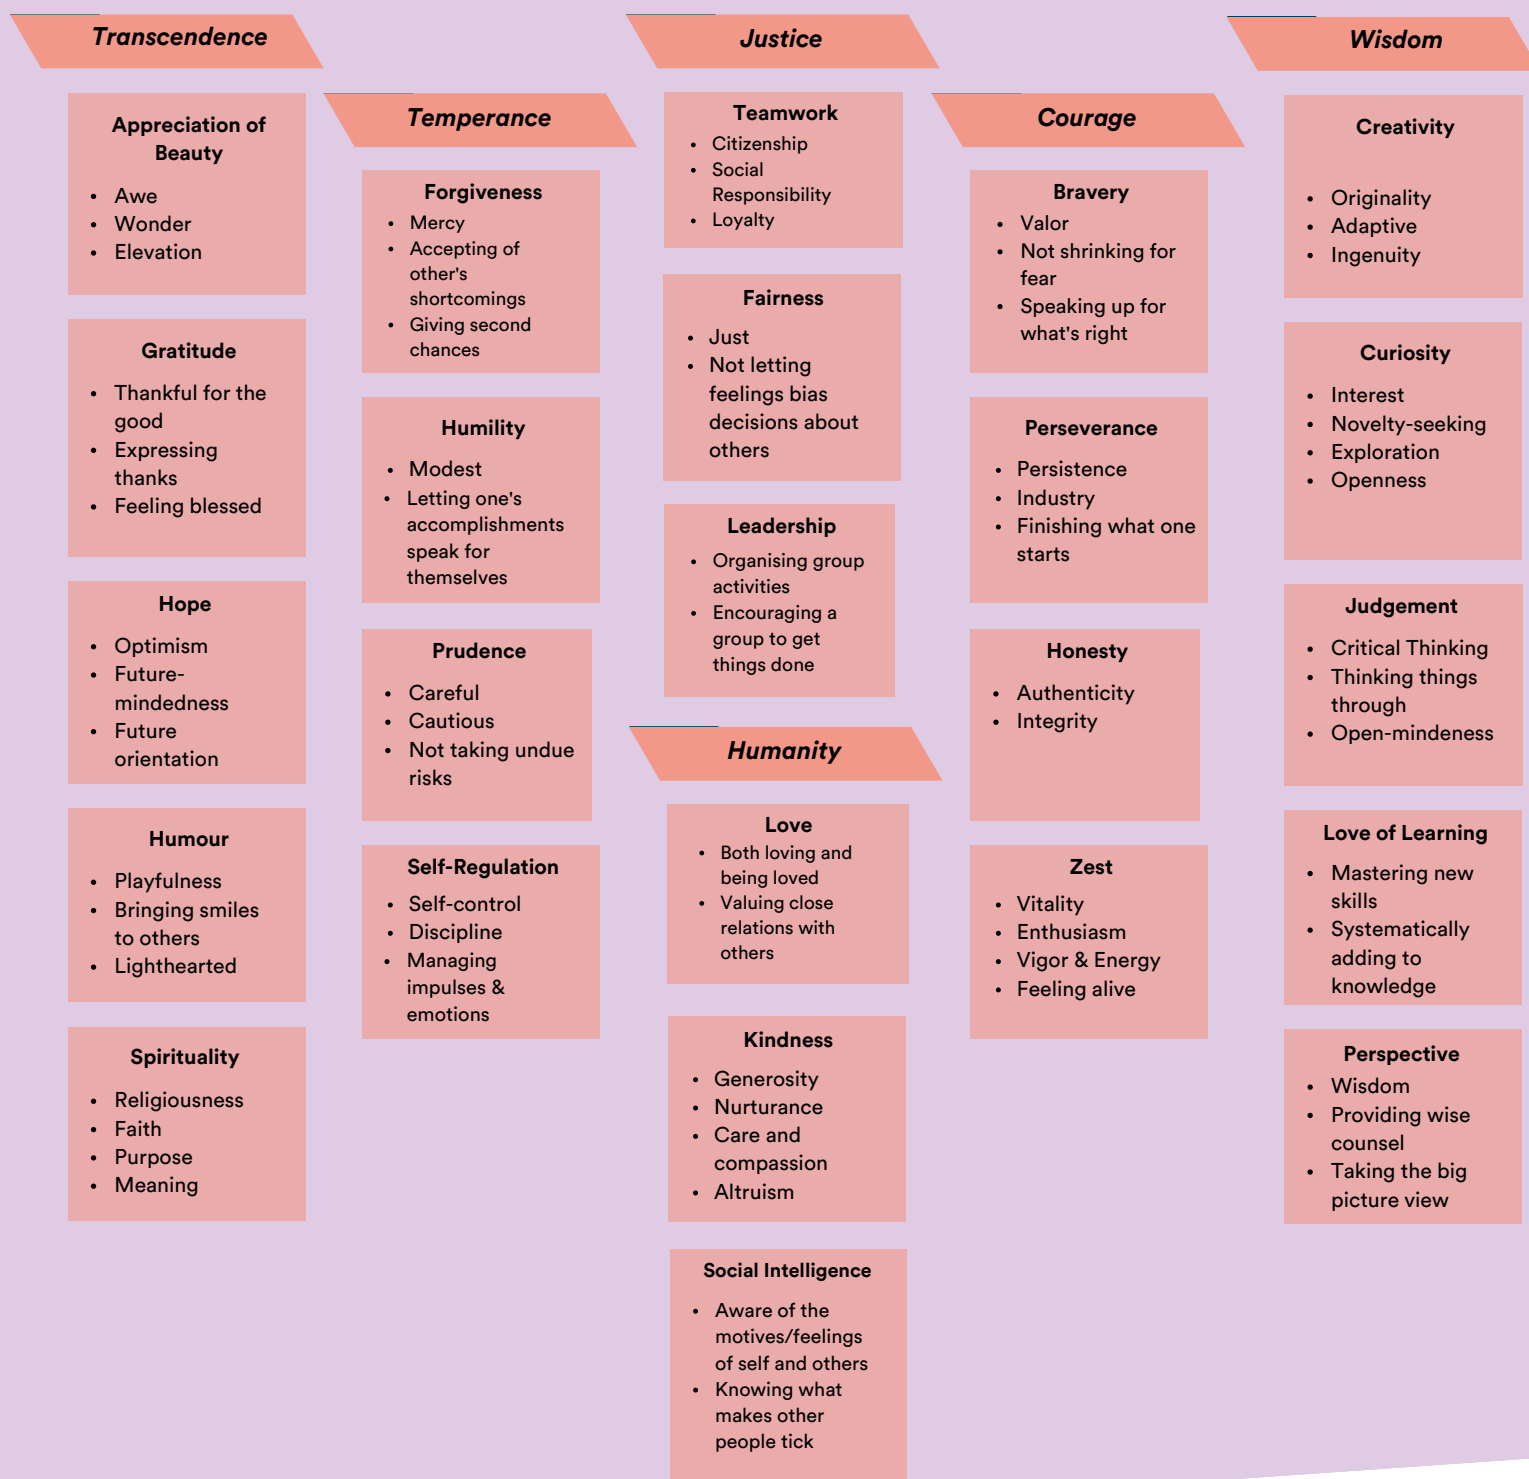 Transcendence
Appreciation of
Beauty
• Awe
• Wonder
• Elevation
Gratitude
• Thankful for the
good
• Expressing
thanks
• Feeling blessed
Hope
• Optimism
• Future-
mindedness
• Future
orientation
Humour
• Playfulness
• Bringing smiles
to others
• Lighthearted
Spirituality
• Religiousness
• Faith
• Purpose
• Meaning
Temperance
Forgiveness
• Mercy
• Accepting of
other's
shortcomings
• Giving second
chances
Humility
• Modest
• Letting one's
accomplishments
speak for
themselves
Prudence
• Careful
• Cautious
• Not taking undue
risks
Self-Regulation
• Self-control
• Discipline
• Managing
impulses &
emotions
Justice
Teamwork
• Citizenship
• Social
Responsibility
• Loyalty
Fairness
• Just
• Not letting
feelings bias
decisions about
others
Leadership
• Organising group
activities
• Encouraging a
group to get
things done
Humanity
Love
• Both loving and
being loved
• Valuing close
relations with
others
Kindness
• Generosity
• Nurturance
• Care and
compassion
• Altruism
Social Intelligence
• Aware of the
motives/feelings
of self and others
• Knowing what
makes other
people tick
Courage
Bravery
• Valor
• Not shrinking for
fear
• Speaking up for
what's right
Perseverance
• Persistence
• Industry
• Finishing what one
starts
Honesty
• Authenticity
• Integrity
Zest
• Vitality
• Enthusiasm
• Vigor & Energy
• Feeling alive
Wisdom
Creativity
• Originality
• Adaptive
• Ingenuity
Curiosity
• Interest
• Novelty-seeking
• Exploration
• Openness
Judgement
• Critical Thinking
• Thinking things
through
• Open-mindeness
Love of Learning
• Mastering new
skills
• Systematically
adding to
knowledge
Perspective
• Wisdom
• Providing wise
counsel
• Taking the big
picture view